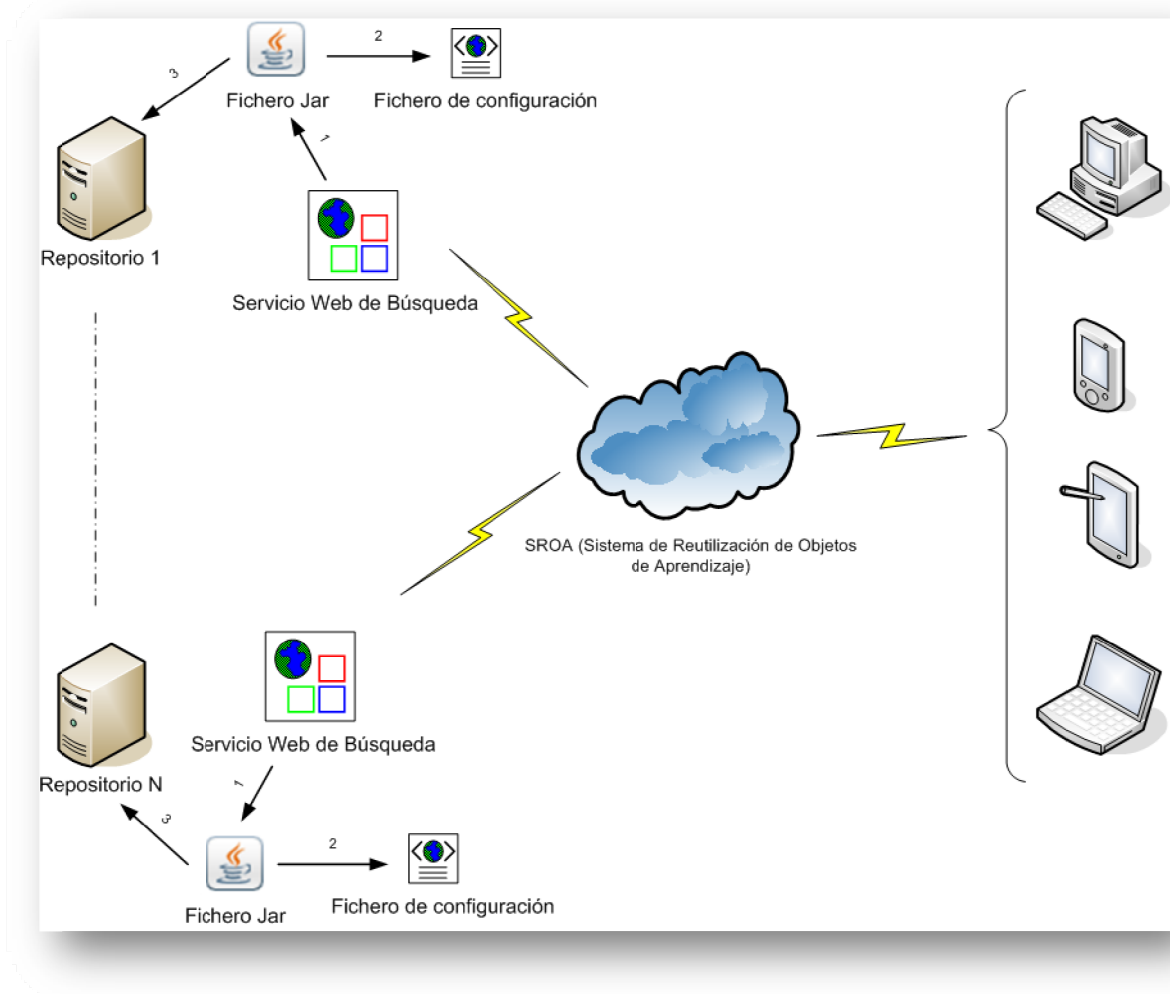 2
3
Fichero Jar
Fichero de configuración
1
Repositorio 1
Servicio Web de Búsqueda
SROA (Sistema de Reutilización de Objetos
de Aprendizaje)
Servicio Web de Búsqueda
Repositorio N
1
3
2
Fichero Jar
Fichero de configuración